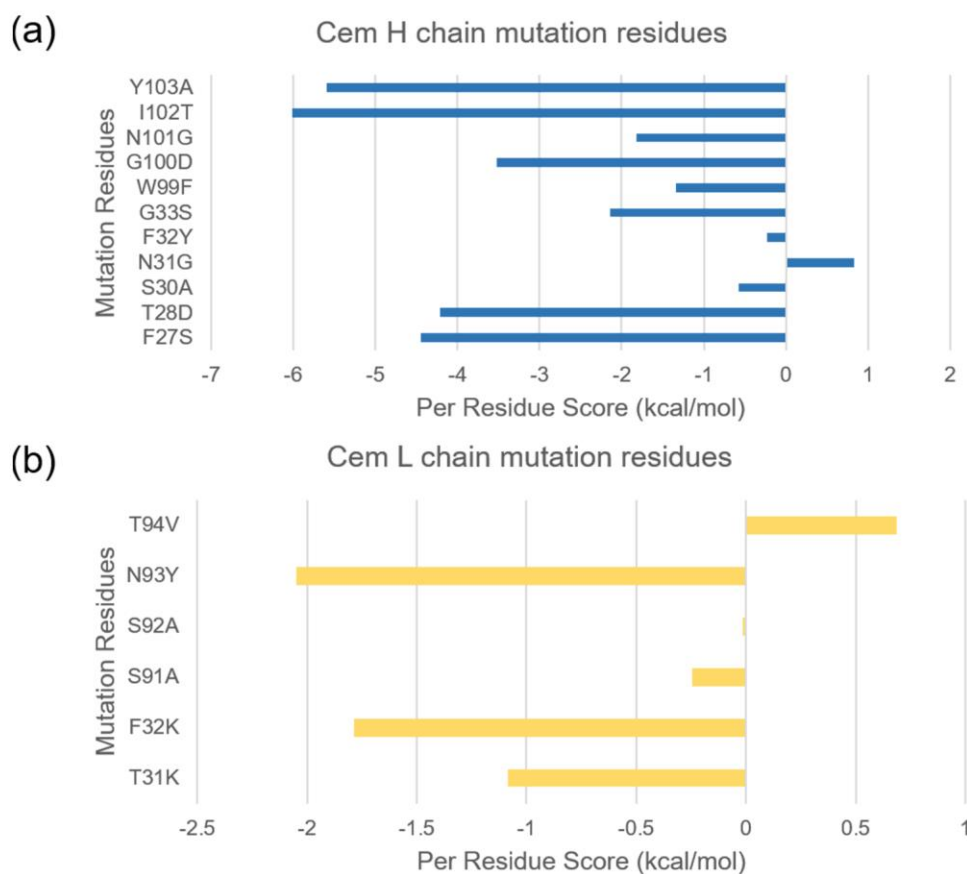 (a)
Cem H chain mutation residues
Mutation Residues
Y103A
I102T
N101G
G100D
W99F
G33S
F32Y
N31G
S30A
T28D
F27S
-7 -6 -5 -4 -3 -2 -1 0 1 2
Per Residue Score (kcal/mol)
(b)
Cem L chain mutation residues
Mutation Residues
T94V
N93Y
S92A
S91A
F32K
T31K
-2.5 -2 -1.5 -1 -0.5 0 0.5 1
Per Residue Score (kcal/mol)